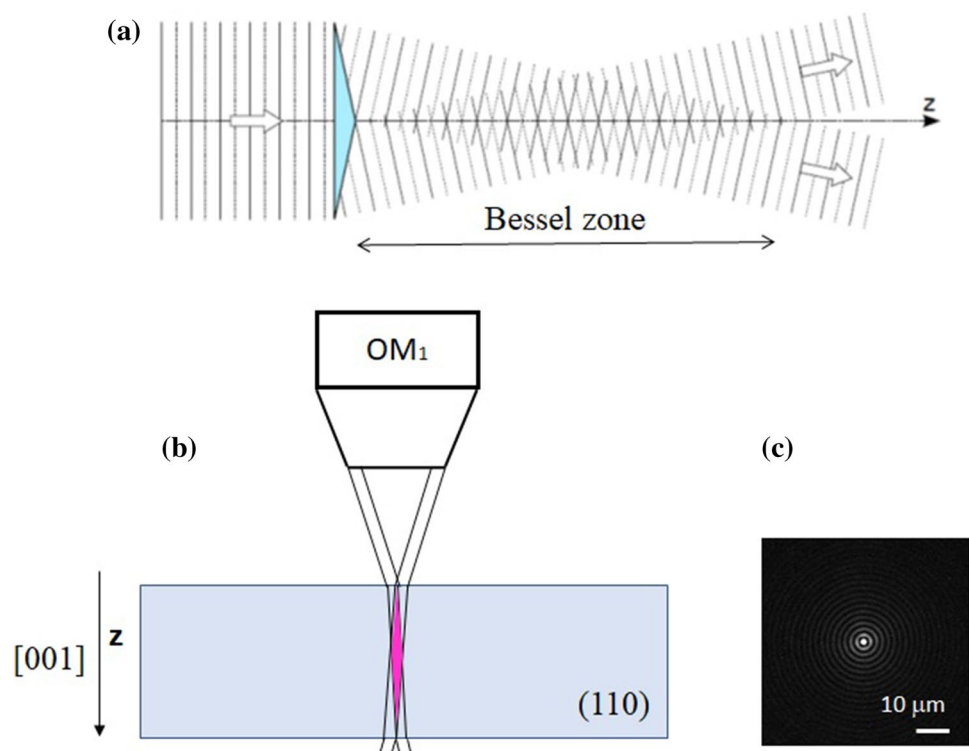 (a)
z
Bessel zone
OM₁
(b)
(c)
z
[001]
(110)
10 μm